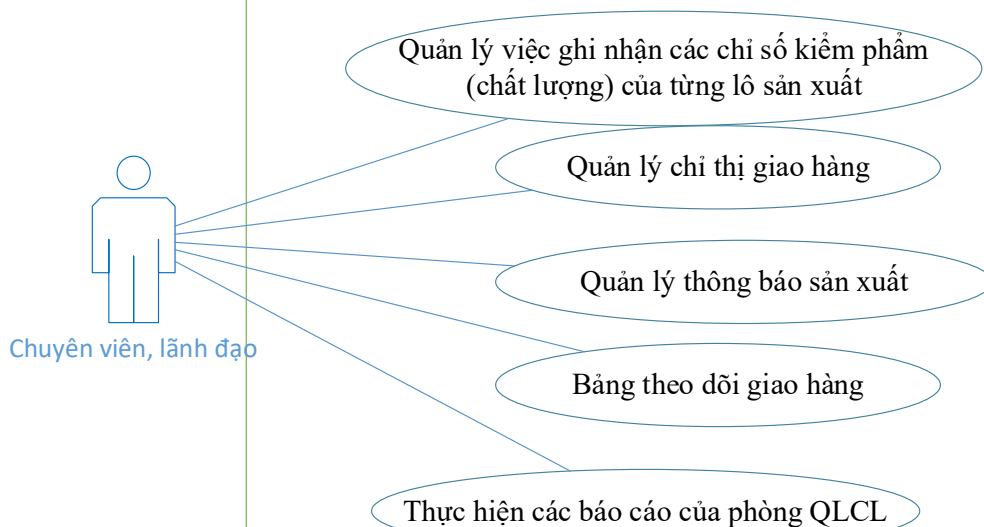 Quản lý việc ghi nhận các chỉ số kiểm phẩm
(chất lượng) của từng lô sản xuất
Quản lý chỉ thị giao hàng
Quản lý thông báo sản xuất
Chuyên viên, lãnh đạo
Bảng theo dõi giao hàng
Thực hiện các báo cáo của phòng QLCL